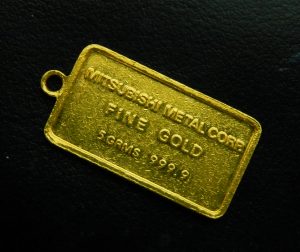 MITSUBISHI METAL CORP.
FINE GOLD
5GRMS 999.9